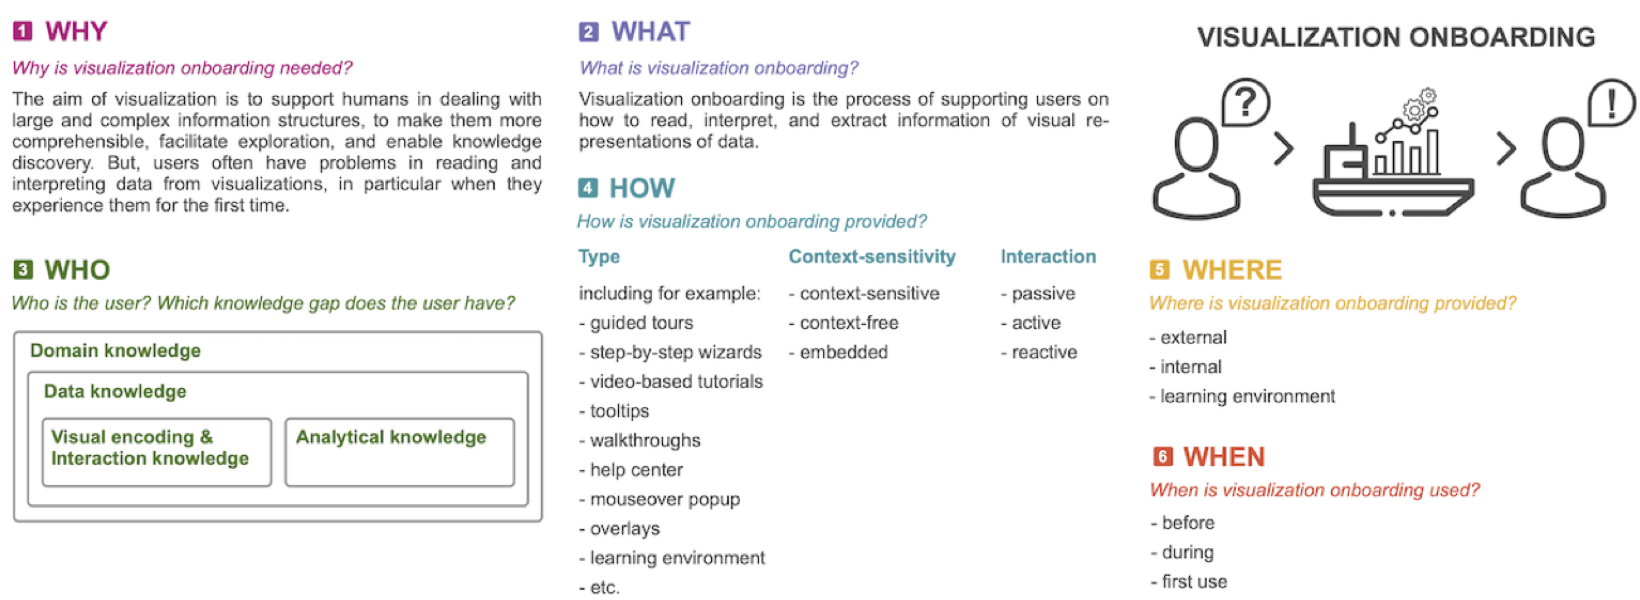 1 WHY
Why is visualization onboarding needed?
The aim of visualization is to support humans in dealing with
large and complex information structures, to make them more
comprehensible, facilitate exploration, and enable knowledge
discovery. But, users often have problems in reading and
interpreting data from visualizations, in particular when they
experience them for the first time.
3 WHO
Who is the user? Which knowledge gap does the user have?
Domain knowledge
Data knowledge
Visual encoding &
Interaction knowledge
Analytical knowledge
2 WHAT
What is visualization onboarding?
Visualization onboarding is the process of supporting users on
how to read, interpret, and extract information of visual re-
presentations of data.
4 HOW
How is visualization onboarding provided?
Type
including for example:
- guided tours
- step-by-step wizards
- video-based tutorials
- tooltips
- walkthroughs
- help center
- mouseover popup
- overlays
- learning environment
- etc.
Context-sensitivity
- context-sensitive
- context-free
- embedded
Interaction
- passive
- active
- reactive
VISUALIZATION ONBOARDING
?
!
5 WHERE
Where is visualization onboarding provided?
- external
- internal
- learning environment
6 WHEN
When is visualization onboarding used?
- before
- during
- first use